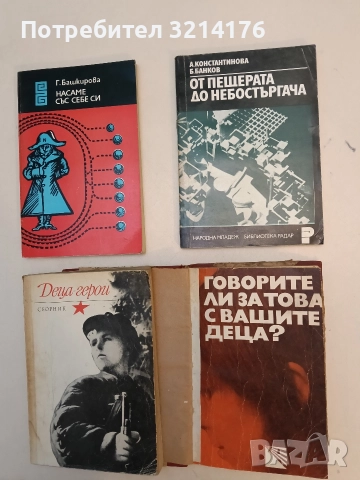 ПОТРЕБИТЕЛ
Г. Башкирова
НАСАМЕ
СЪС СЕБЕ СИ
А. КОНСТАНТИНОВА
Б. БАНКОВ
ОТ ПЕЩЕРАТА
ДО НЕБОСТЪРГАЧА
НАРОДНА МЛАДЕЖ БИБЛИОТЕКА РАДАР
Деца герои
СБОРНИК
ГОВОРИТЕ
ЛИ ЗА ТОВА
С ВАШИТЕ
ДЕЦА?
BAZAR